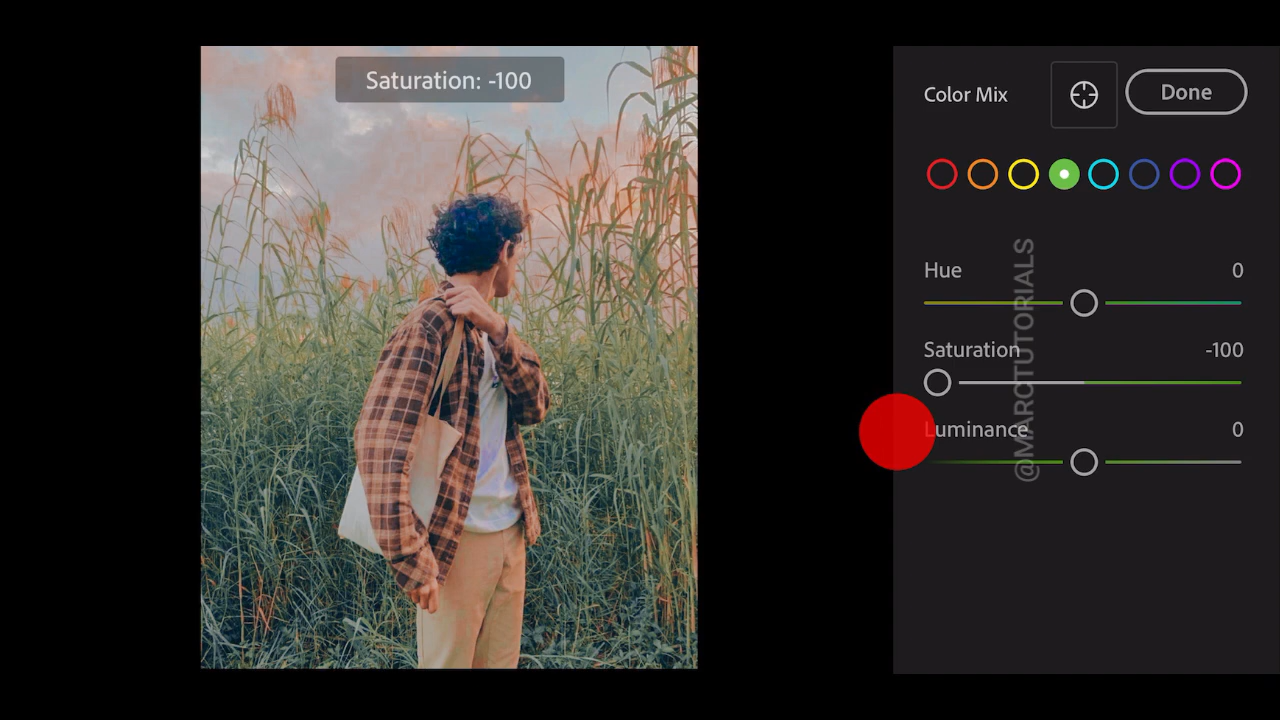 Saturation: -100
Color Mix
Done
Hue
0
Saturation
-100
Luminance
0
@MARCTUTORIALS